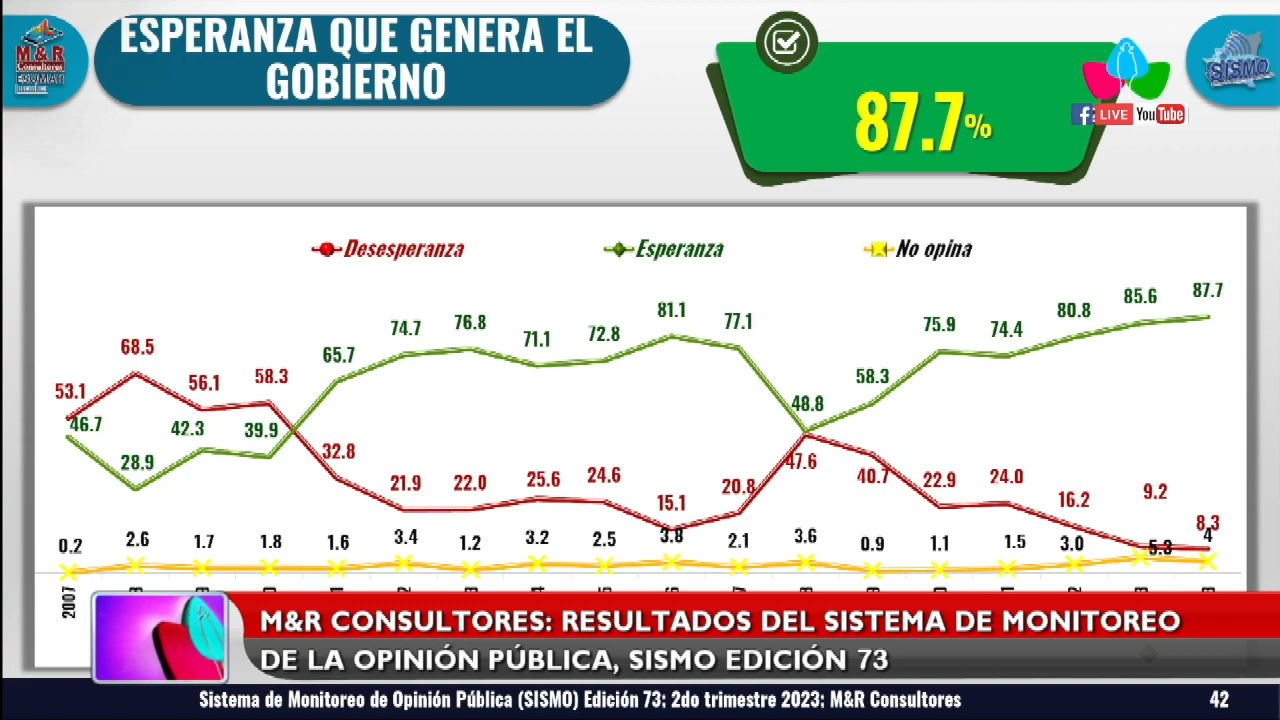 ESPERANZA QUE GENERA EL
GOBIERNO
M&R
Consultores
87.7%
f LIVE YouTube
SISMO
Desesperanza Esperanza No opina
53.1 68.5 56.1 58.3 32.8 21.9 22.0 25.6 24.6 15.1 20.8 47.6 40.7 22.9 24.0 16.2 9.2 8.3
46.7 28.9 42.3 39.9 65.7 74.7 76.8 71.1 72.8 81.1 77.1 48.8 58.3 75.9 74.4 80.8 85.6 87.7
0.2 2.6 1.7 1.8 1.6 3.4 1.2 3.2 2.5 3.8 2.1 3.6 0.9 1.1 1.5 3.0 5.3 4
2007
M&R CONSULTORES: RESULTADOS DEL SISTEMA DE MONITOREO
DE LA OPINIÓN PÚBLICA, SISMO EDICIÓN 73
Sistema de Monitoreo de Opinión Pública (SISMO) Edición 73; 2do trimestre 2023; M&R Consultores
42